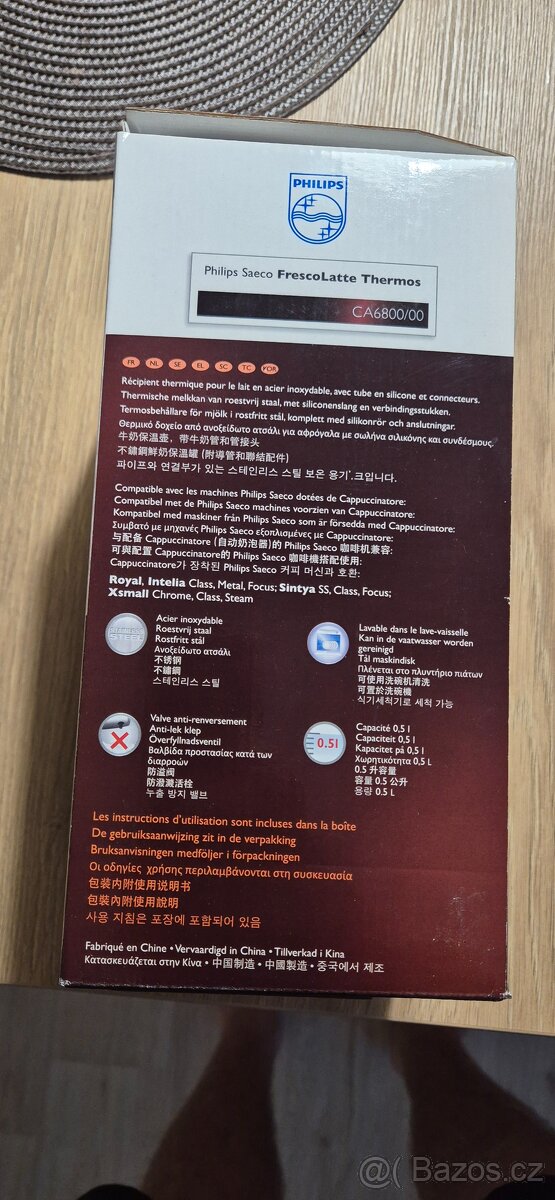 PHILIPS
Philips Saeco FrescoLatte Thermos
CA6800/00
FR NL SE EL SC TC KOR
Récipient thermique pour le lait en acier inoxydable, avec tube en silicone et connecteurs.
Thermische melkkan van roestvrij staal, met siliconenslang en verbindingsstukken.
Termosbehållare för mjölk i rostfritt stål, komplett med silikonrör och anslutningar.
Θερμικό δοχείο από ανοξείδωτο ατσάλι για αφρόγαλα με σωλήνα σιλικόνης και συνδέσμους.
牛奶保温壶，带牛奶管和管接头
不鏽鋼鮮奶保溫罐 (附導管和聯結配件)
파이프와 연결부가 있는 스테인리스 스틸 보온 용기'.크입니다.
Compatible avec les machines Philips Saeco dotées de Cappuccinatore:
Compatibel met de Philips Saeco machines voorzien van Cappuccinatore:
Kompatibel med maskiner från Philips Saeco som är försedda med Cappuccinatore:
Συμβατό με μηχανές Philips Saeco εξοπλισμένες με Cappuccinatore:
与配备 Cappuccinatore (自动奶泡器) 的 Philips Saeco 咖啡机兼容:
可與配置 Cappuccinatore的 Philips Saeco 咖啡機搭配使用:
Cappuccinatore가 장착된 Philips Saeco 커피 머신과 호환:
Royal, Intelia Class, Metal, Focus; Sintya SS, Class, Focus;
Xsmall Chrome, Class, Steam
STAINLESS
STEEL
Acier inoxydable
Roestvrij staal
Rostfritt stål
Ανοξείδωτο ατσάλι
不锈钢
不鏽鋼
스테인리스 스틸
Lavable dans le lave-vaisselle
Kan in de vaatwasser worden
gereinigd
Tål maskindisk
Πλένεται στο πλυντήριο πιάτων
可使用洗碗机清洗
可置於洗碗機
식기세척기로 세척 가능
Valve anti-renversement
Anti-lek klep
Överfyllnadsventil
Βαλβίδα προστασίας κατά των
διαρροών
防溢阀
防潑濺活栓
누출 방지 밸브
0.5l
Capacité 0,5 l
Capaciteit 0,5 l
Kapacitet på 0,5 l
Χωρητικότητα 0,5 L
0.5 升容量
容量 0.5 公升
용량 0.5 L
Les instructions d'utilisation sont incluses dans la boîte
De gebruiksaanwijzing zit in de verpakking
Bruksanvisningen medföljer i förpackningen
Οι οδηγίες χρήσης περιλαμβάνονται στη συσκευασία
包装内附使用说明书
包裝內附使用說明
사용 지침은 포장에 포함되어 있음
Fabriqué en Chine • Vervaardigd in China • Tillverkad i Kina
Κατασκευάζεται στην Κίνα • 中国制造 • 中國製造 • 중국에서 제조
@ Bazos.cz